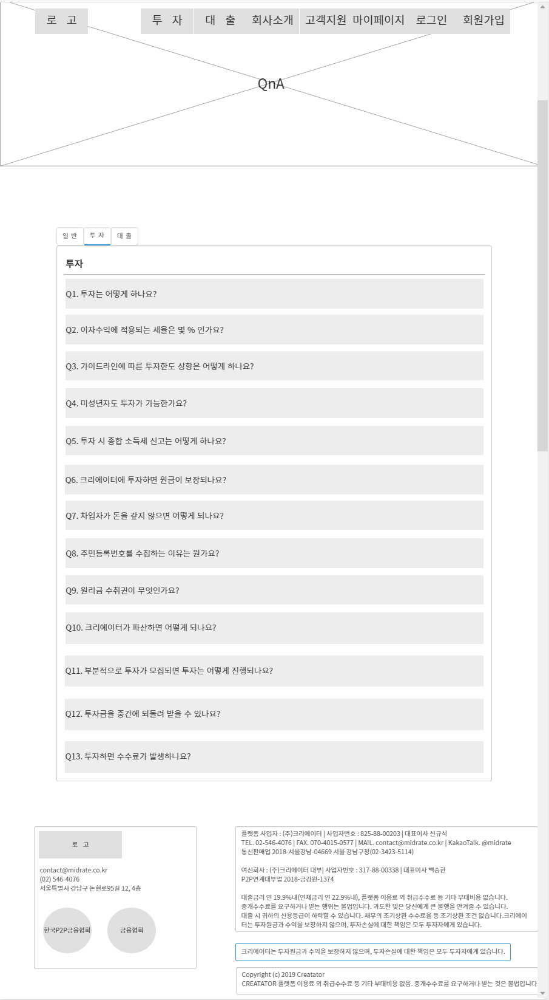 로 고
투 자
대 출
회사소개
고객지원
마이페이지
로그인
회원가입
QnA
일 반
투 자
대 출
투자
Q1. 투자는 어떻게 하나요?
Q2. 이자수익에 적용되는 세율은 몇 % 인가요?
Q3. 가이드라인에 따른 투자한도 상향은 어떻게 하나요?
Q4. 미성년자도 투자가 가능한가요?
Q5. 투자 시 종합 소득세 신고는 어떻게 하나요?
Q6. 크리에이터에 투자하면 원금이 보장되나요?
Q7. 차입자가 돈을 갚지 않으면 어떻게 되나요?
Q8. 주민등록번호를 수집하는 이유는 뭔가요?
Q9. 원리금 수취권이 무엇인가요?
Q10. 크리에이터가 파산하면 어떻게 되나요?
Q11. 부분적으로 투자가 모집되면 투자는 어떻게 진행되나요?
Q12. 투자금을 중간에 되돌려 받을 수 있나요?
Q13. 투자하면 수수료가 발생하나요?
로 고
contact@midrate.co.kr
(02) 546-4076
서울특별시 강남구 논현로95길 12, 4층
한국P2P금융협회
금융협회
플랫폼 사업자 : (주)크리에이터 | 사업자번호 : 825-88-00203 | 대표이사 신규식
TEL. 02-546-4076 | FAX. 070-4015-0577 | MAIL. contact@midrate.co.kr | KakaoTalk. @midrate
통신판매업 2018-서울강남-04669 서울 강남구청(02-3423-5114)
여신회사 : (주)크리에이터 대부| 사업자번호 : 317-88-00338 | 대표이사 백승한
P2P연계대부업 2018-금감원-1374
대출금리 연 19.9%내(연체금리 연 22.9%내), 플랫폼 이용료 외 취급수수료 등 기타 부대비용 없습니다.
중개수수료를 요구하거나 받는 행위는 불법입니다. 과도한 빚은 당신에게 큰 불행을 안겨줄 수 있습니다.
대출 시 귀하의 신용등급이 하락할 수 있습니다. 채무의 조기상환 수수료율 등 조기상환 조건 없습니다.크리에이
터는 투자원금과 수익을 보장하지 않으며, 투자손실에 대한 책임은 모두 투자자에게 있습니다.
크리에이터는 투자원금과 수익을 보장하지 않으며, 투자손실에 대한 책임은 모두 투자자에게 있습니다.
Copyright (c) 2019 Creatator
CREATATOR 플랫폼 이용료 외 취급수수료 등 기타 부대비용 없음. 중개수수료를 요구하거나 받는 것은 불법입니다